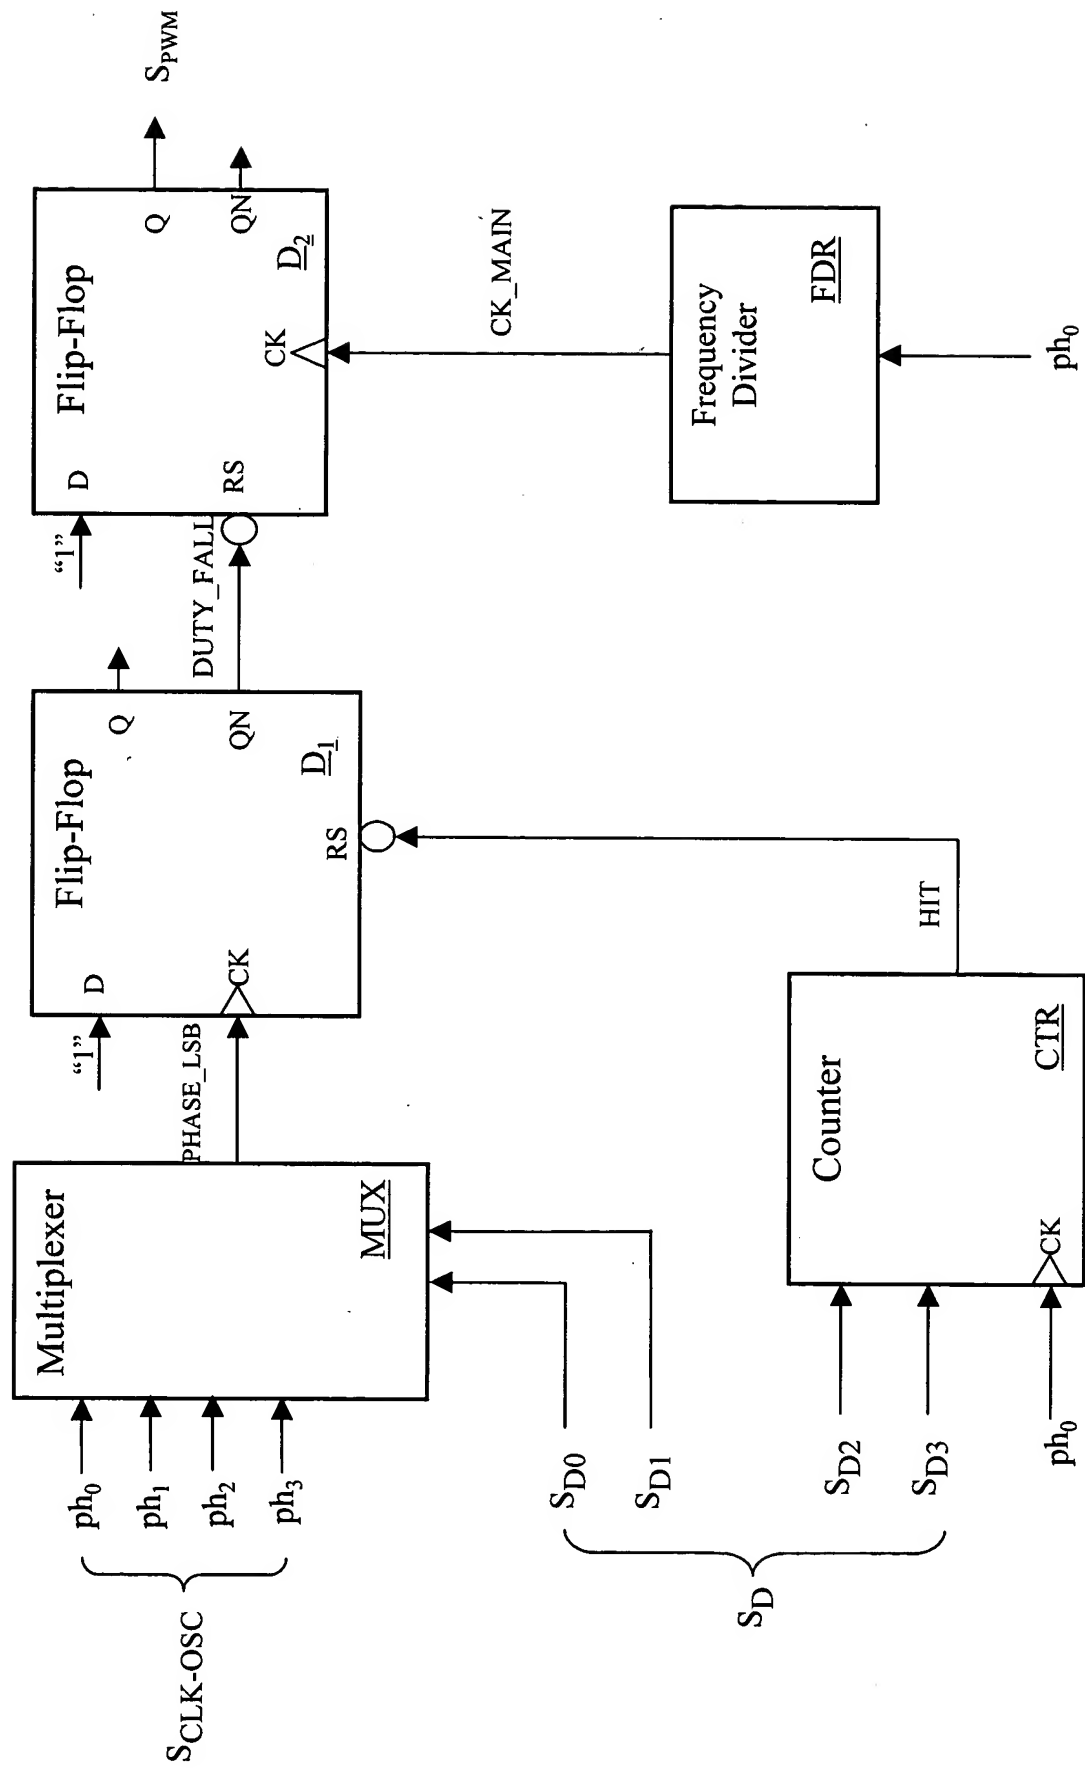 Multiplexer
MUX
ph0
ph1
ph2
ph3
SCLK-OSC
SD0
SD1
SD2
SD3
SD
PHASE_LSB
“1”
D
Flip-Flop
CK
Q
QN
D1
RS
DUTY_FALL
“1”
D
Flip-Flop
RS
CK
Q
QN
D2
SPWM
CK_MAIN
Frequency
Divider
FDR
ph0
Counter
CTR
CK
ph0
HIT